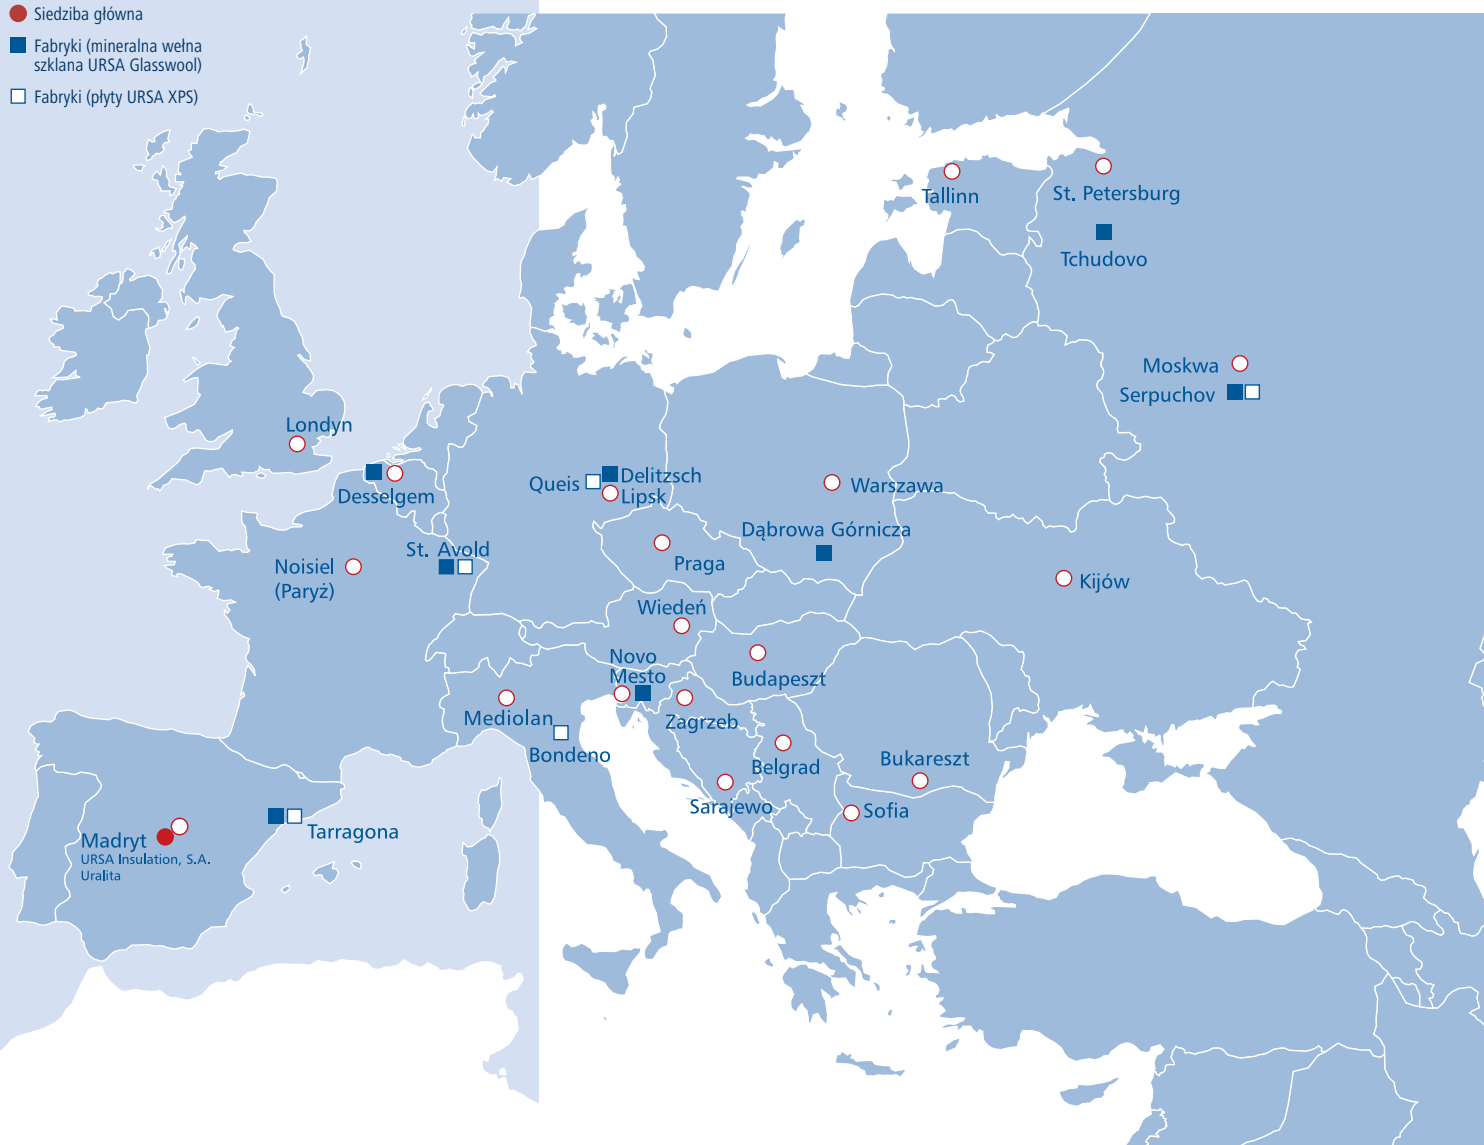 Siedziba główna
Fabryki (mineralna wełna
szklana URSA Glasswool)
Fabryki (płyty URSA XPS)
Tallinn
St. Petersburg
Tchudovo
Moskwa
Serpuchov
Londyn
Desselgem
Queis
Delitzsch
Lipsk
Warszawa
Dąbrowa Górnicza
St. Avold
Noisiel
(Paryż)
Praga
Kijów
Wiedeń
Novo
Mesto
Budapeszt
Mediolan
Zagrzeb
Bondeno
Belgrad
Bukareszt
Sarajewo
Sofia
Tarragona
Madryt
URSA Insulation, S.A.
Uralita